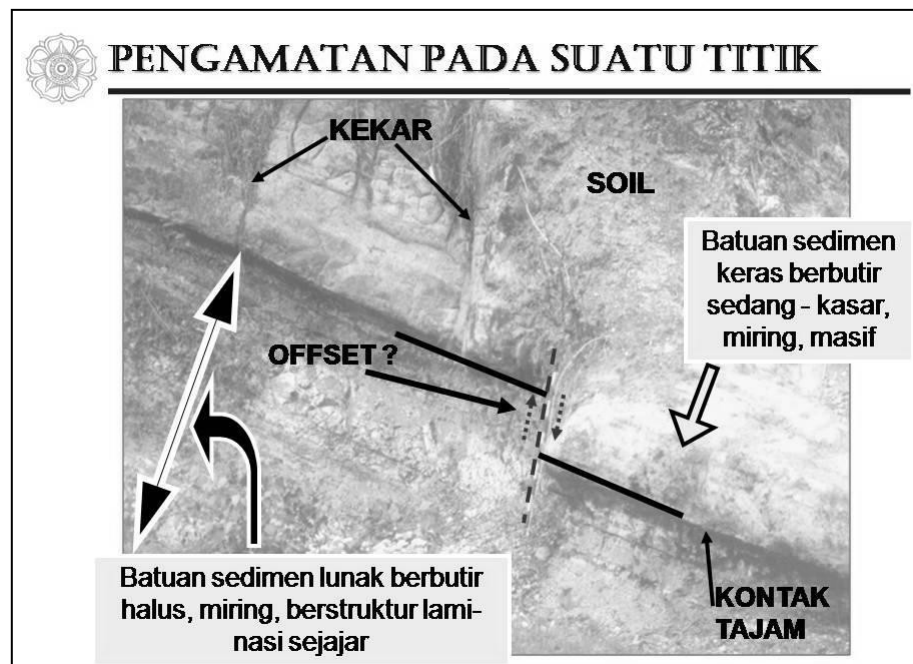 PENGAMATAN PADA SUATU TITIK
KEKAR
SOIL
Batuan sedimen
keras berbutir
sedang - kasar,
miring, masif
OFFSET ?
Batuan sedimen lunak berbutir
halus, miring, berstruktur lami-
nasi sejajar
KONTAK
TAJAM